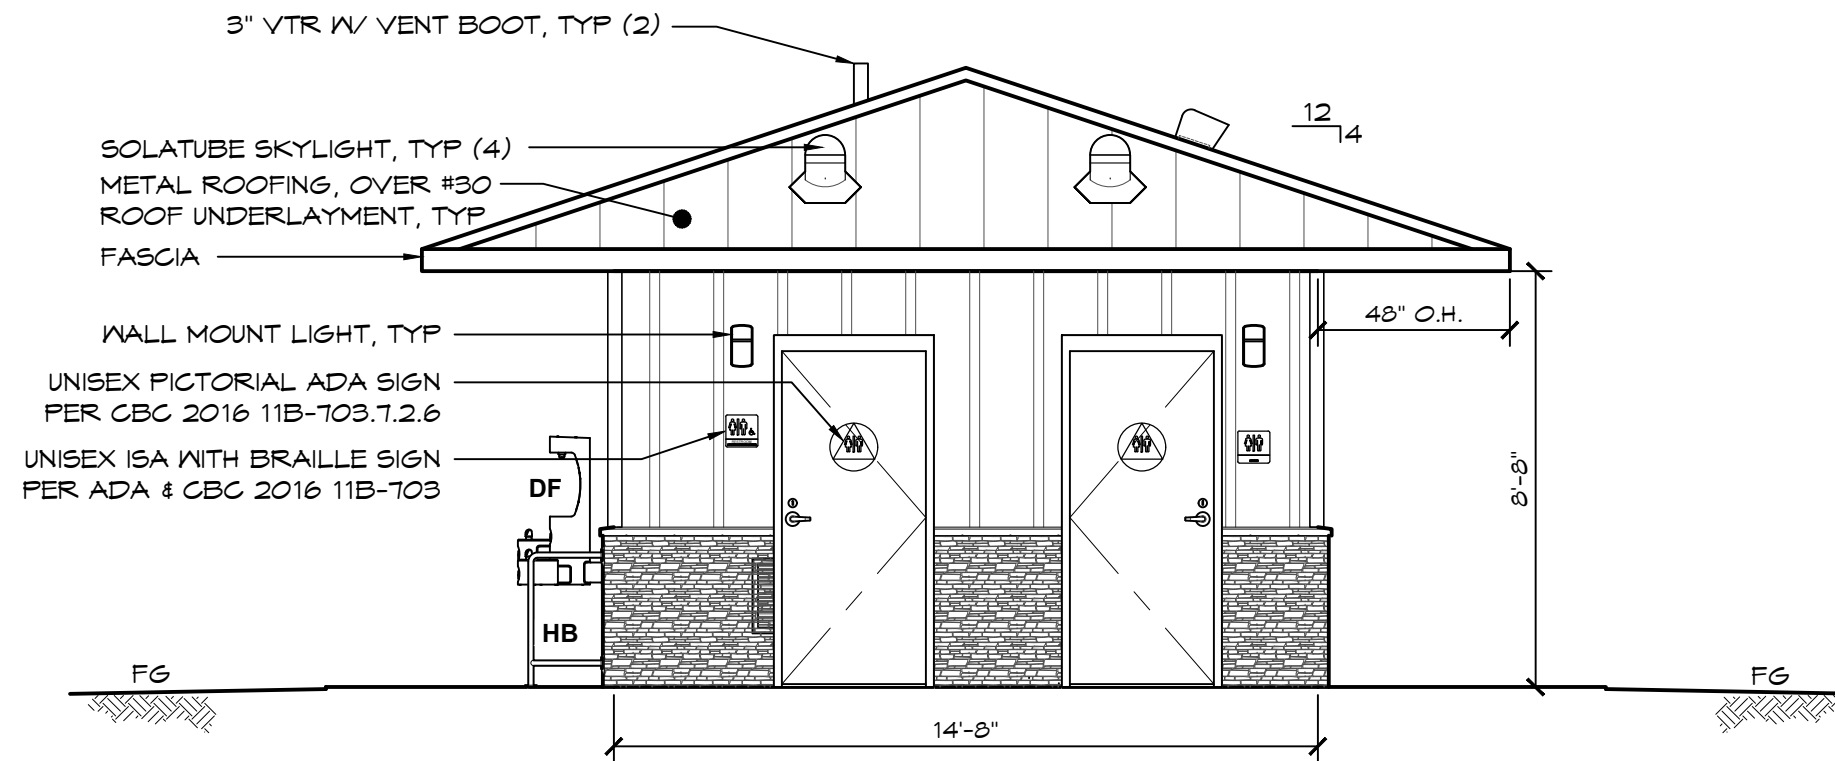 3" VTR W/ VENT BOOT, TYP (2)
12
4
SOLATUBE SKYLIGHT, TYP (4)
METAL ROOFING, OVER #30
ROOF UNDERLAYMENT, TYP
FASCIA
48" O.H.
WALL MOUNT LIGHT, TYP
UNISEX PICTORIAL ADA SIGN
PER CBC 2016 11B-703.7.2.6
UNISEX ISA WITH BRAILLE SIGN
PER ADA & CBC 2016 11B-703
DF
8'-8"
HB
FG
FG
14'-8"